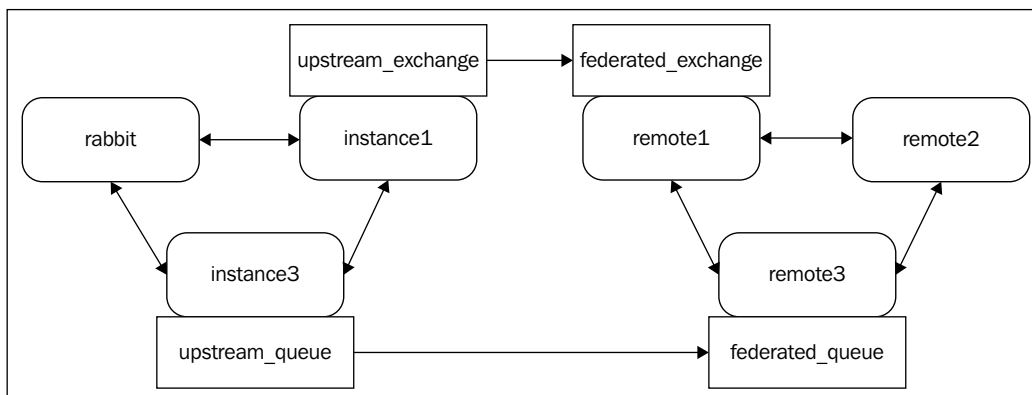 upstream_exchange
federated_exchange
rabbit
instance1
remote1
remote2
instance3
remote3
upstream_queue
federated_queue